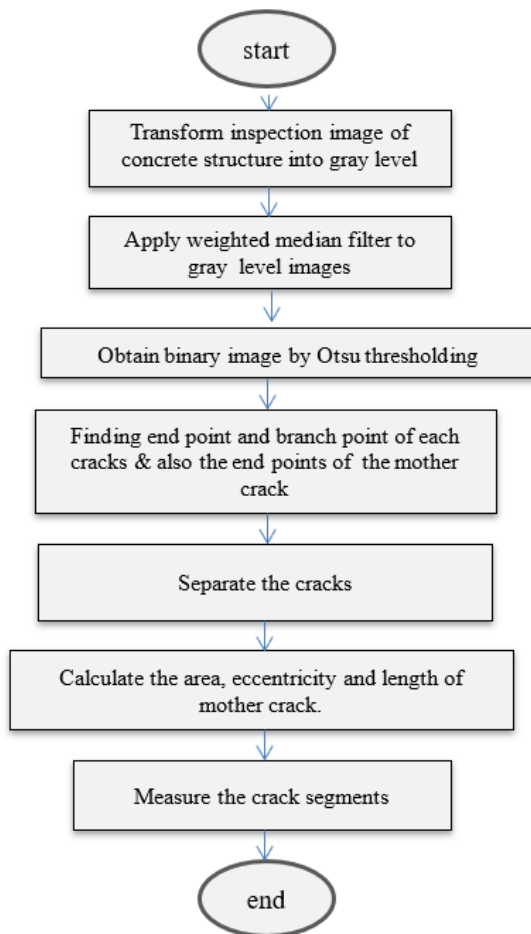 start
Transform inspection image of
concrete structure into gray level
Apply weighted median filter to
gray level images
Obtain binary image by Otsu thresholding
Finding end point and branch point of each
cracks & also the end points of the mother
crack
Separate the cracks
Calculate the area, eccentricity and length of
mother crack.
Measure the crack segments
end